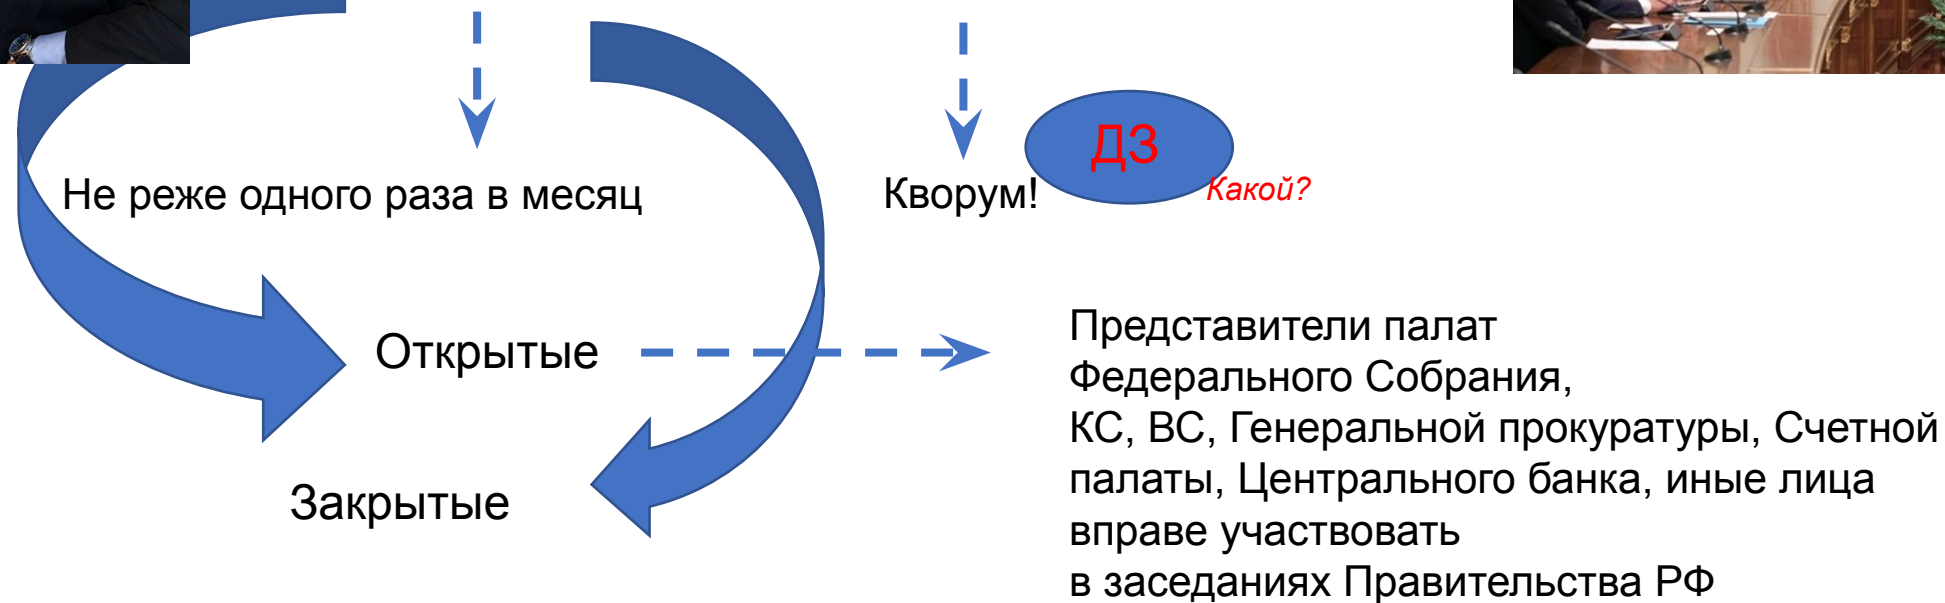 ДЗ
Не реже одного раза в месяц
Кворум!
Какой?
Открытые
Закрытые
Представители палат
Федерального Собрания,
КС, ВС, Генеральной прокуратуры, Счетной
палаты, Центрального банка, иные лица
вправе участвовать
в заседаниях Правительства РФ